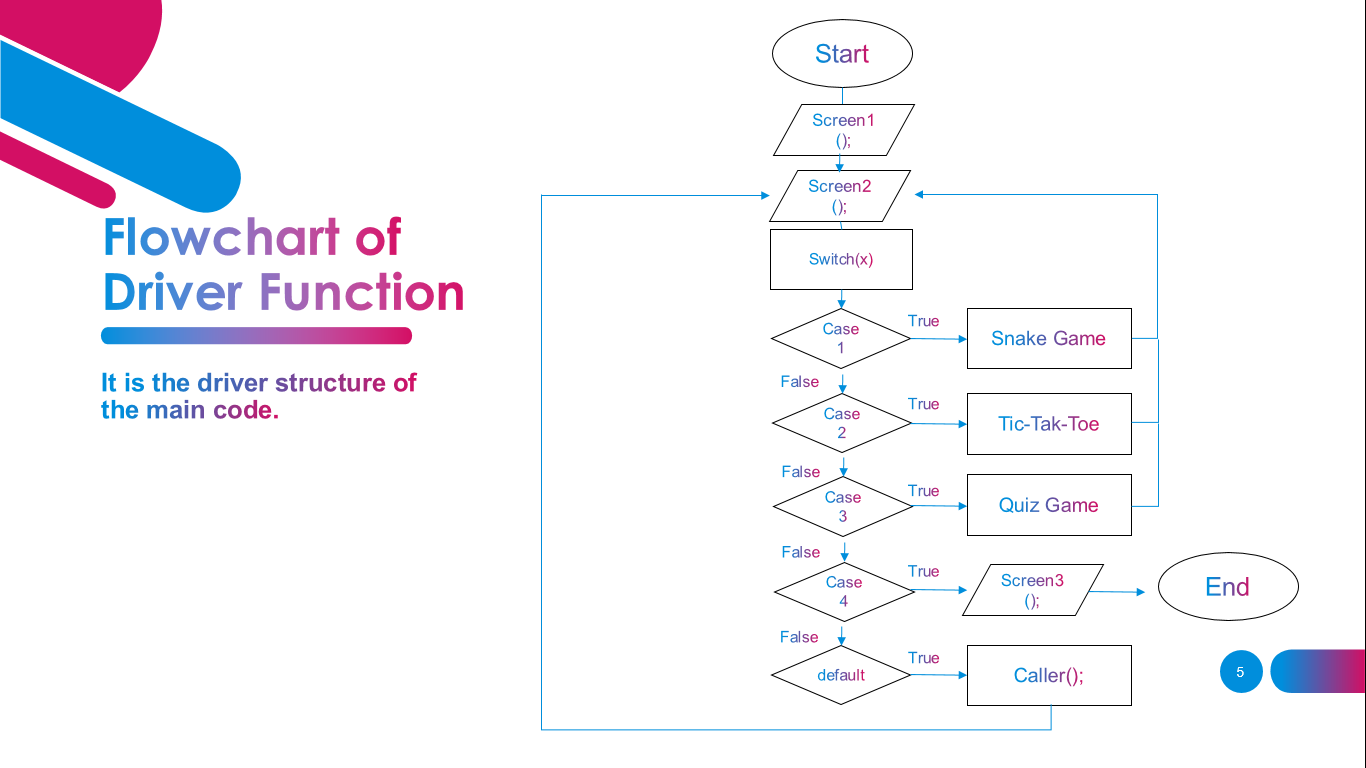 Flowchart of
Driver Function
It is the driver structure of
the main code.
Start
Screen1
();
Screen2
();
Switch(x)
Case
1
True
Snake Game
False
Case
2
True
Tic-Tak-Toe
False
Case
3
True
Quiz Game
False
Case
4
True
Screen3
();
End
False
default
True
Caller();
5